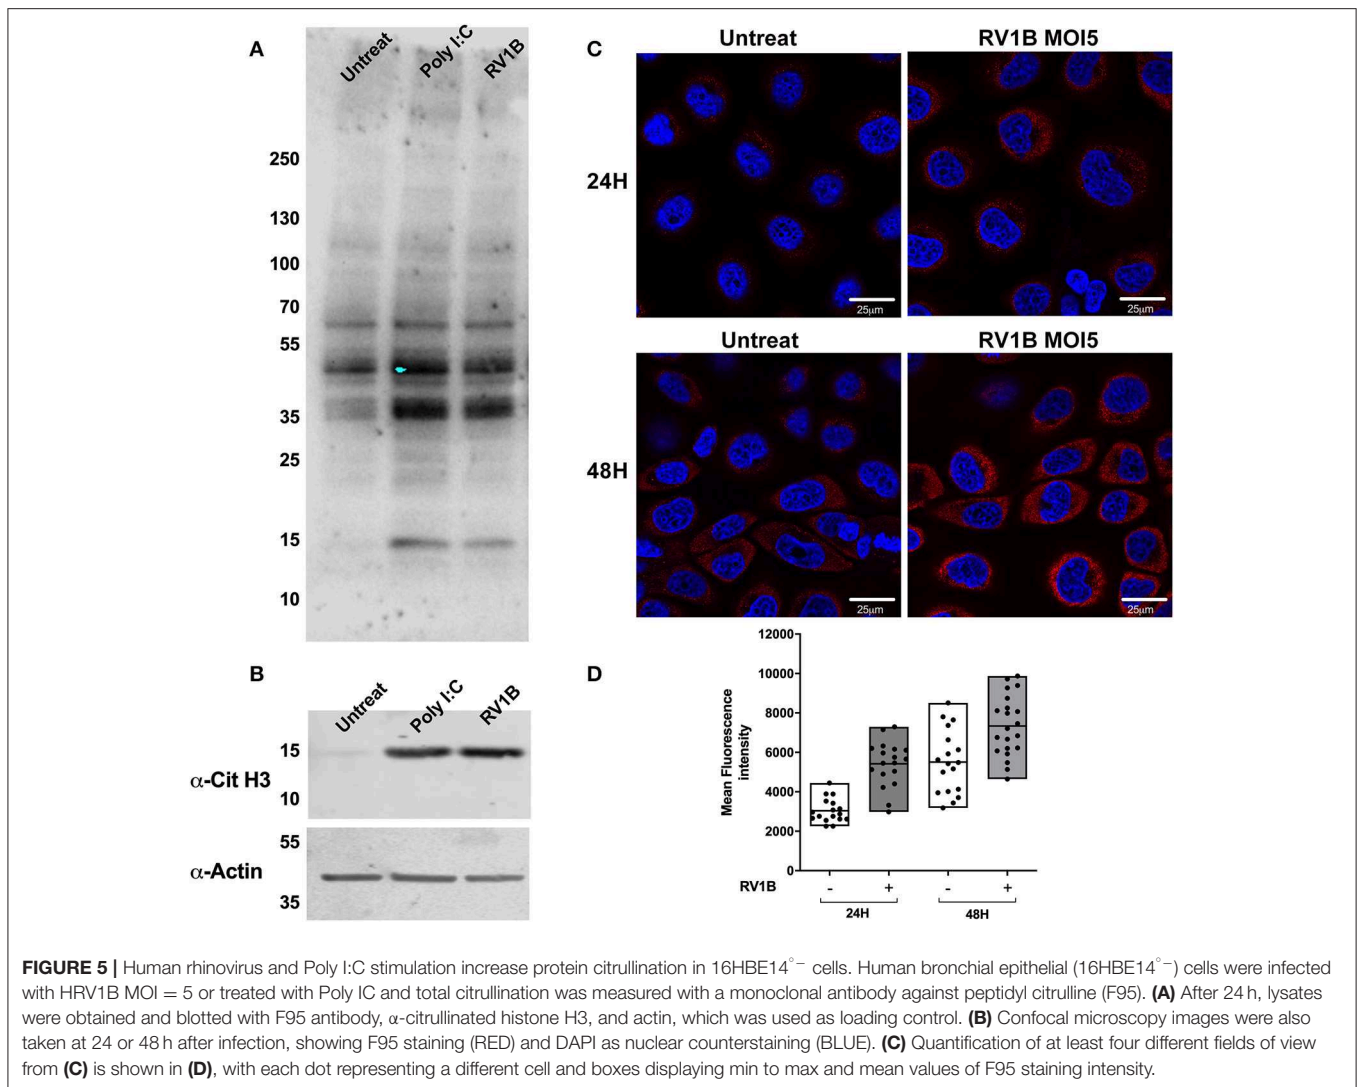 A
Untreat
Poly I:C
RV1B
250
130
100
70
55
35
25
15
10
B
Untreat
Poly I:C
RV1B
15
α-Cit H3
10
55
α-Actin
35
C
Untreat
RV1B MOI5
24H
25μm
25μm
Untreat
RV1B MOI5
48H
25μm
25μm
D
12000
10000
8000
6000
4000
2000
0
Mean Fluorescence
intensity
RV1B
- + - +
24H 48H
FIGURE 5 | Human rhinovirus and Poly I:C stimulation increase protein citrullination in 16HBE14°− cells. Human bronchial epithelial (16HBE14°−) cells were infected
with HRV1B MOI = 5 or treated with Poly IC and total citrullination was measured with a monoclonal antibody against peptidyl citrulline (F95). (A) After 24 h, lysates
were obtained and blotted with F95 antibody, α-citrullinated histone H3, and actin, which was used as loading control. (B) Confocal microscopy images were also
taken at 24 or 48 h after infection, showing F95 staining (RED) and DAPI as nuclear counterstaining (BLUE). (C) Quantification of at least four different fields of view
from (C) is shown in (D), with each dot representing a different cell and boxes displaying min to max and mean values of F95 staining intensity.